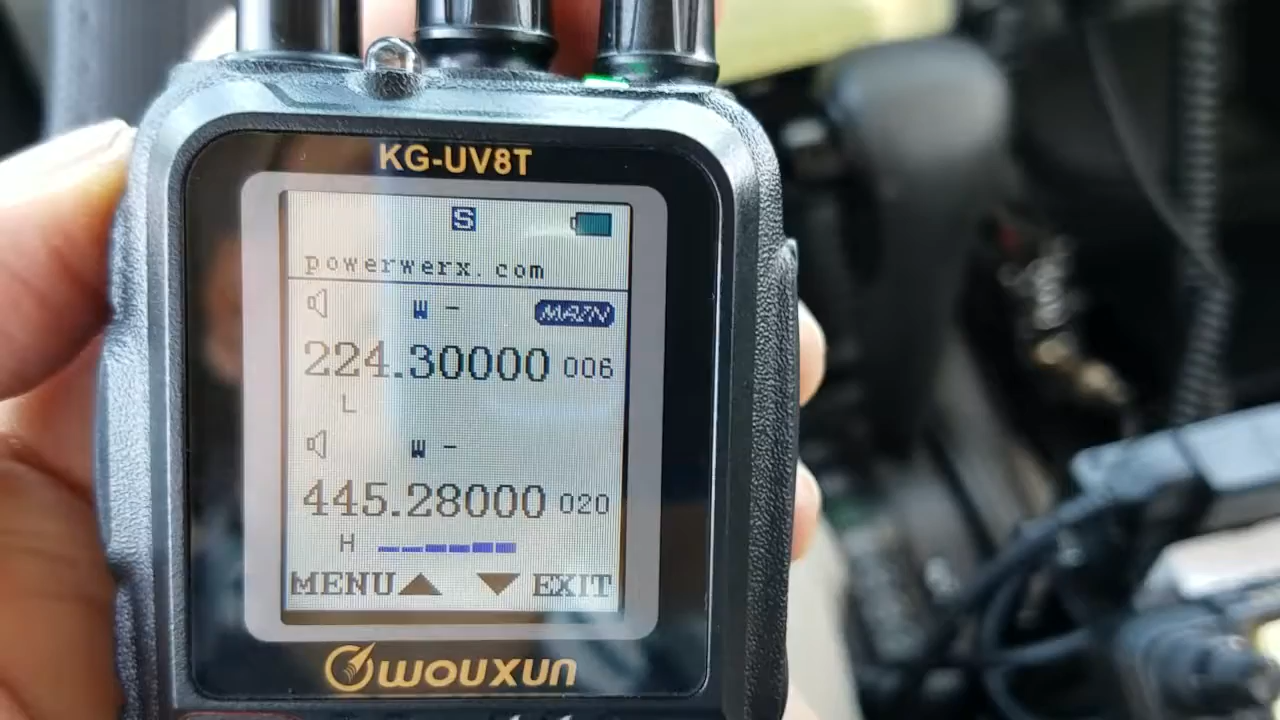 KG-UV8T
S
powerwerx.com
W - MAIN
224.30000 006
L
W -
445.28000 020
H
MENU EXIT
wouxun